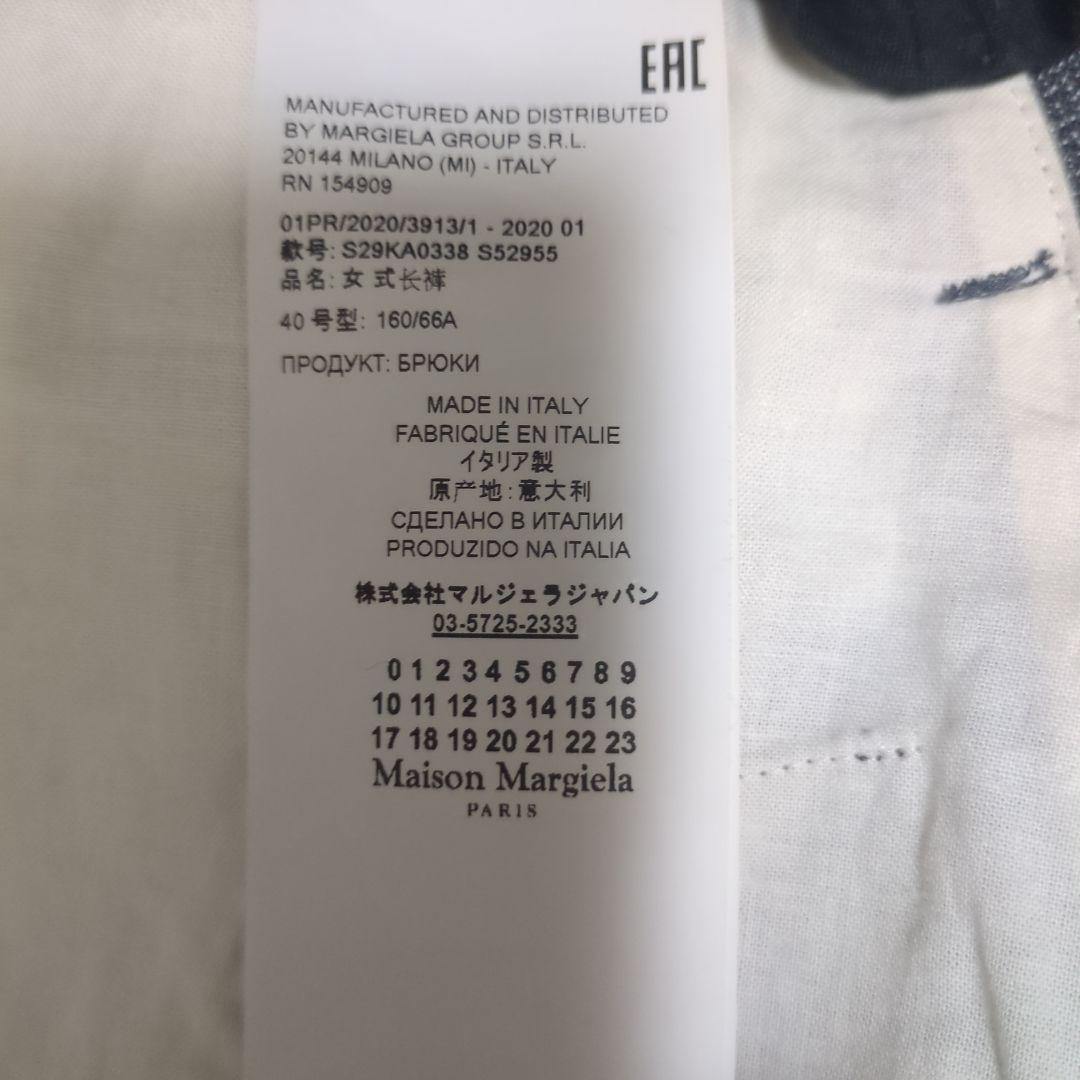 EAC
MANUFACTURED AND DISTRIBUTED
BY MARGIELA GROUP S.R.L.
20144 MILANO (MI) - ITALY
RN 154909
01PR/2020/3913/1 - 2020 01
款号: S29KA0338 S52955
品名: 女 式长裤
40 号型: 160/66A
ПРОДУКТ: БРЮКИ
MADE IN ITALY
FABRIQUÉ EN ITALIE
イタリア製
原产地:意大利
СДЕЛАНО В ИТАЛИИ
PRODUZIDO NA ITALIA
株式会社マルジェラジャパン
03-5725-2333
0 1 2 3 4 5 6 7 8 9
10 11 12 13 14 15 16
17 18 19 20 21 22 23
Maison Margiela
PARIS